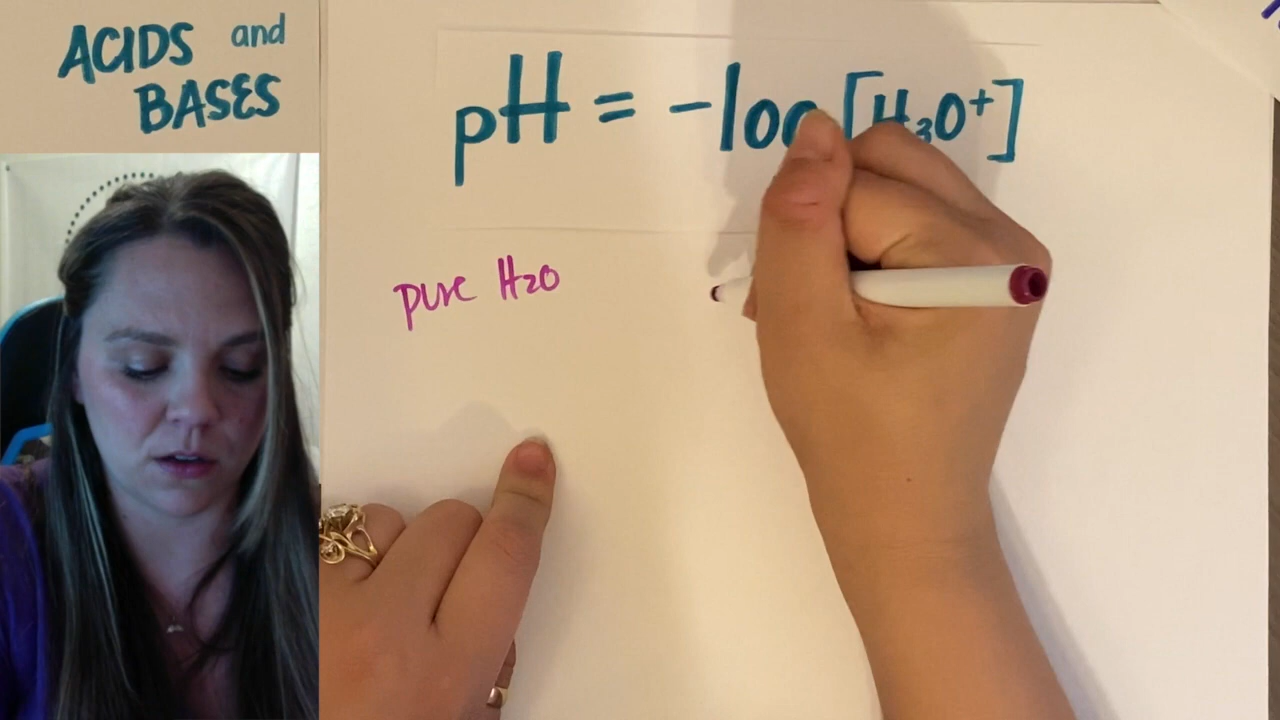 ACIDS and
BASES
pH = -log [H₃O⁺]
pure H₂O